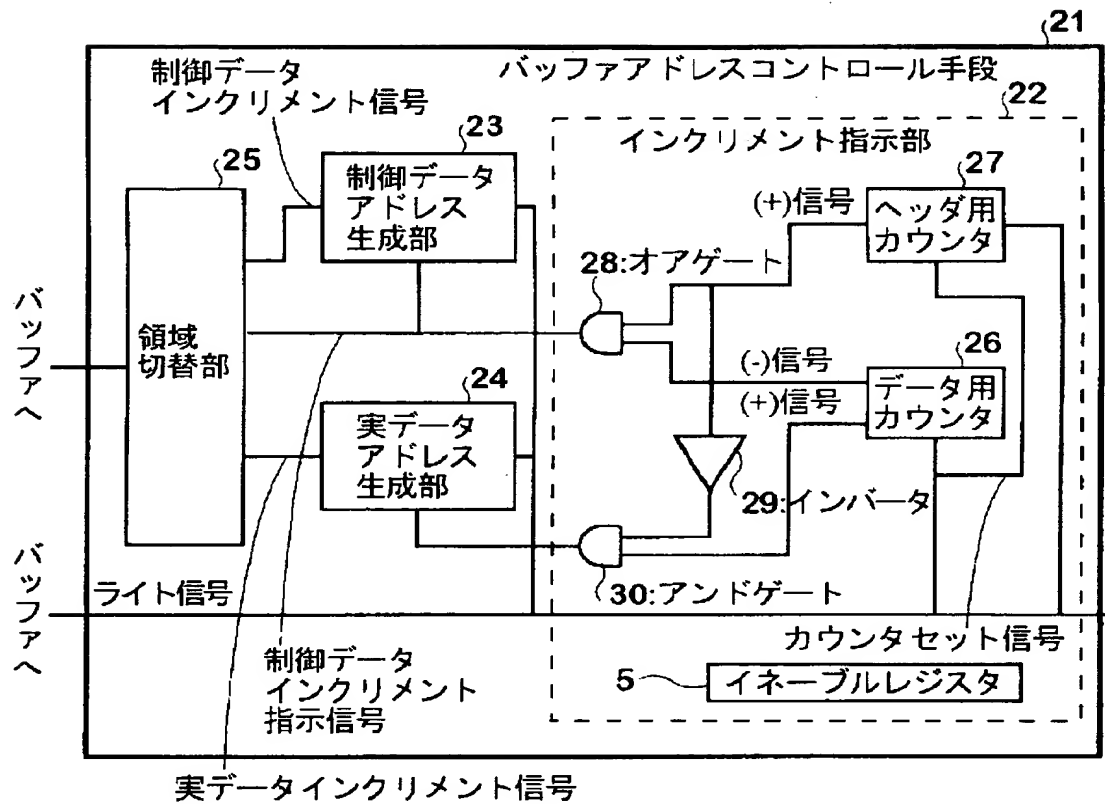 21
バッファアドレスコントロール手段
制御データ
インクリメント信号
22
インクリメント指示部
23
制御データ
アドレス
生成部
25
領域
切替部
27
ヘッダ用
カウンタ
(+)信号
28:オアゲート
26
データ用
カウンタ
(-)信号
(+)信号
24
実データ
アドレス
生成部
29:インバータ
30:アンドゲート
バッファへ
バッファへ
ライト信号
カウンタセット信号
制御データ
インクリメント
指示信号
5
イネーブルレジスタ
実データインクリメント信号